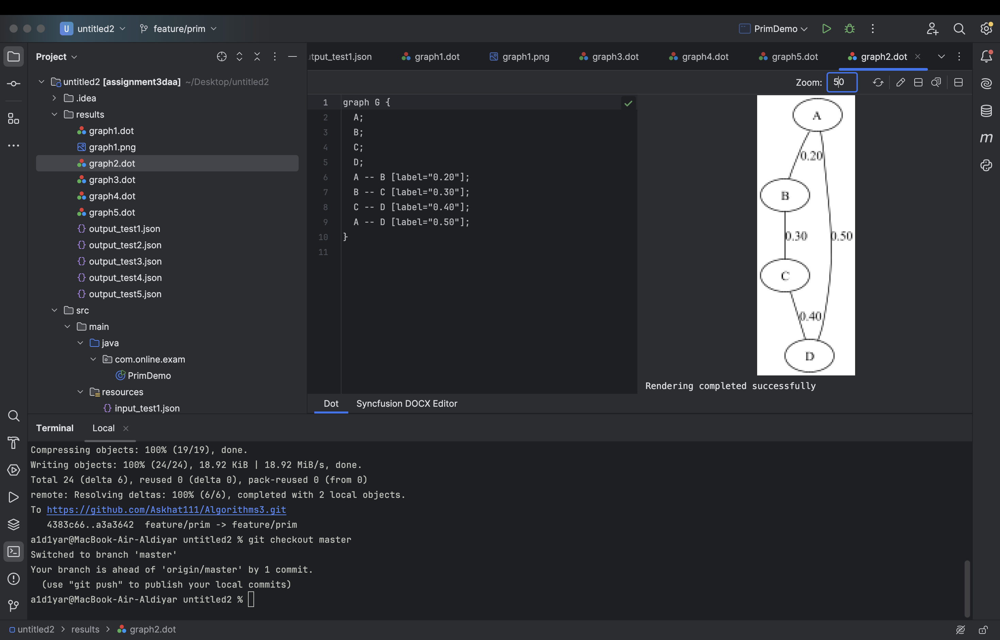 U untitled2 feature/prim PrimDemo
Project
tput_test1.json graph1.dot graph1.png graph3.dot graph4.dot graph5.dot graph2.dot
Zoom: 50
untitled2 [assignment3daa] ~/Desktop/untitled2
.idea
results
graph1.dot
graph1.png
graph2.dot
graph3.dot
graph4.dot
graph5.dot
output_test1.json
output_test2.json
output_test3.json
output_test4.json
output_test5.json
src
main
java
com.online.exam
PrimDemo
resources
input_test1.json
1 graph G {
2 A;
3 B;
4 C;
5 D;
6 A -- B [label="0.20"];
7 B -- C [label="0.30"];
8 C -- D [label="0.40"];
9 A -- D [label="0.50"];
10 }
11
A
0.20
B
0.30 0.50
C
0.40
D
Rendering completed successfully
Dot Syncfusion DOCX Editor
m
Terminal Local
Compressing objects: 100% (19/19), done.
Writing objects: 100% (24/24), 18.92 KiB | 18.92 MiB/s, done.
Total 24 (delta 6), reused 0 (delta 0), pack-reused 0 (from 0)
remote: Resolving deltas: 100% (6/6), completed with 2 local objects.
To https://github.com/Askhat111/Algorithms3.git
4383c66..a3a3642 feature/prim -> feature/prim
a1d1yar@MacBook-Air-Aldiyar untitled2 % git checkout master
Switched to branch 'master'
Your branch is ahead of 'origin/master' by 1 commit.
(use "git push" to publish your local commits)
a1d1yar@MacBook-Air-Aldiyar untitled2 %
untitled2 > results > graph2.dot